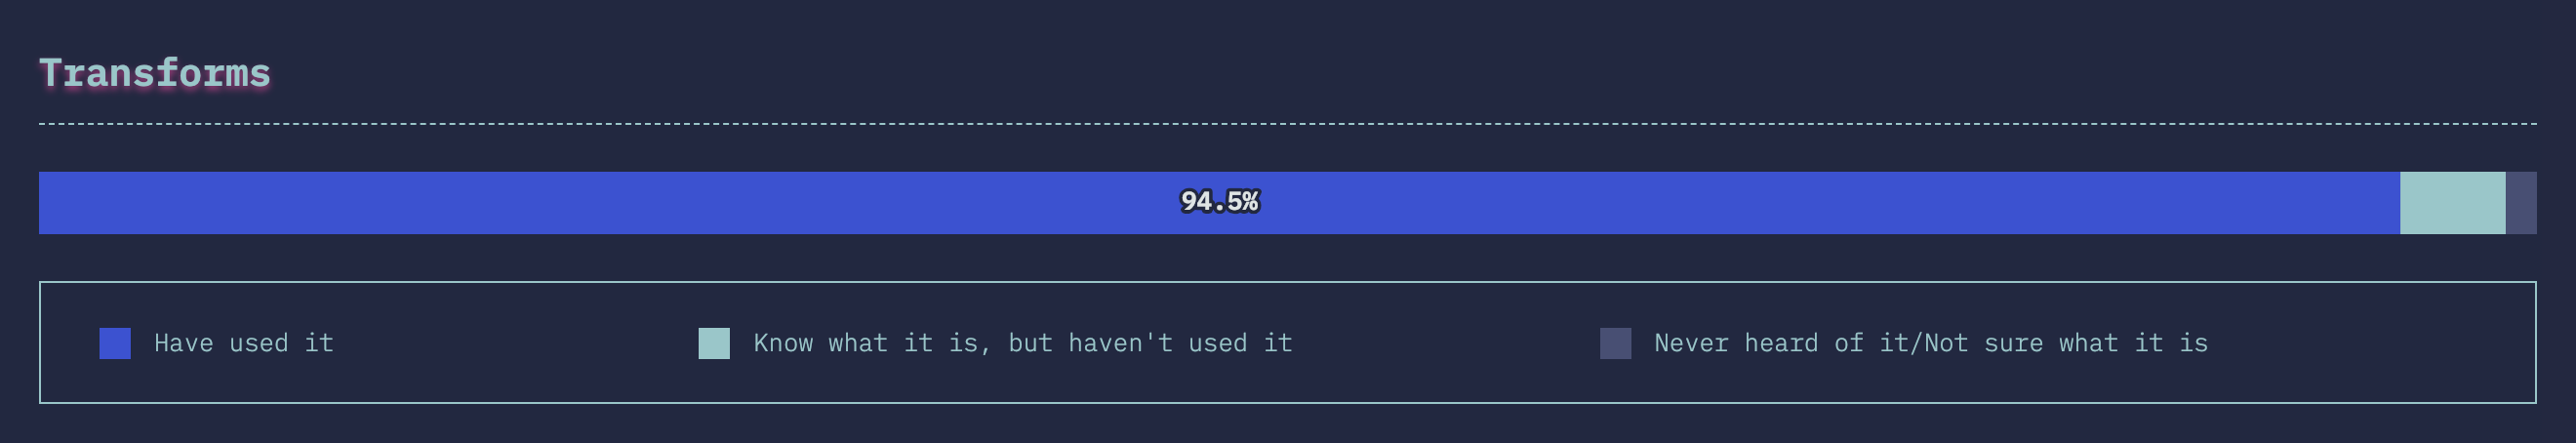 Transforms
94.5%
Have used it
Know what it is, but haven't used it
Never heard of it/Not sure what it is